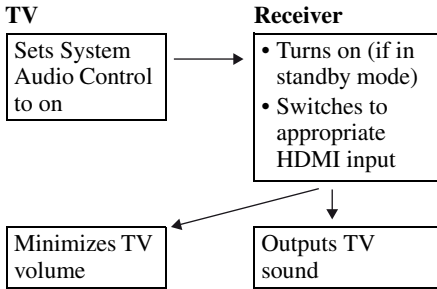 TV
Receiver
Sets System
Audio Control
to on
• Turns on (if in
standby mode)
• Switches to
appropriate
HDMI input
Minimizes TV
volume
Outputs TV
sound